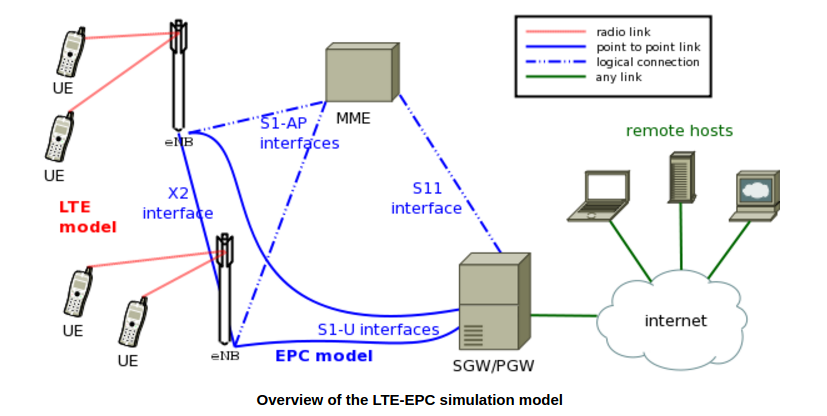 radio link
point to point link
logical connection
any link
UE
UE
eNB
S1-AP
interfaces
MME
remote hosts
X2
interface
S11
interface
LTE
model
UE
UE
eNB
S1-U interfaces
EPC model
SGW/PGW
internet
Overview of the LTE-EPC simulation model